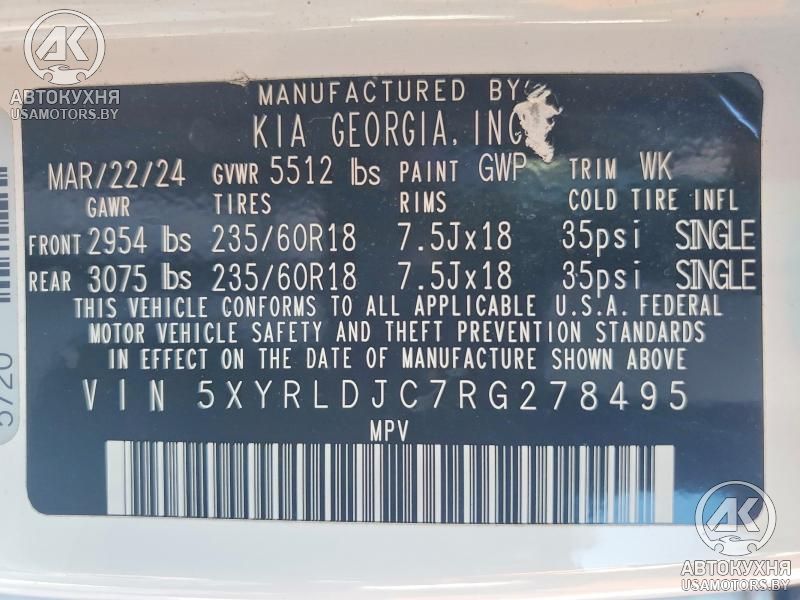 AK
АВТОКУХНЯ
USAMOTORS.BY
MANUFACTURED BY
KIA GEORGIA, INC
MAR/22/24 GVWR 5512 lbs PAINT GWP TRIM WK
GAWR TIRES RIMS COLD TIRE INFL
FRONT 2954 lbs 235/60R18 7.5Jx18 35psi SINGLE
REAR 3075 lbs 235/60R18 7.5Jx18 35psi SINGLE
THIS VEHICLE CONFORMS TO ALL APPLICABLE U.S.A. FEDERAL
MOTOR VEHICLE SAFETY AND THEFT PREVENTION STANDARDS
IN EFFECT ON THE DATE OF MANUFACTURE SHOWN ABOVE
VIN 5XYRLDJC7RG278495
MPV
AK
АВТОКУХНЯ
USAMOTORS.BY